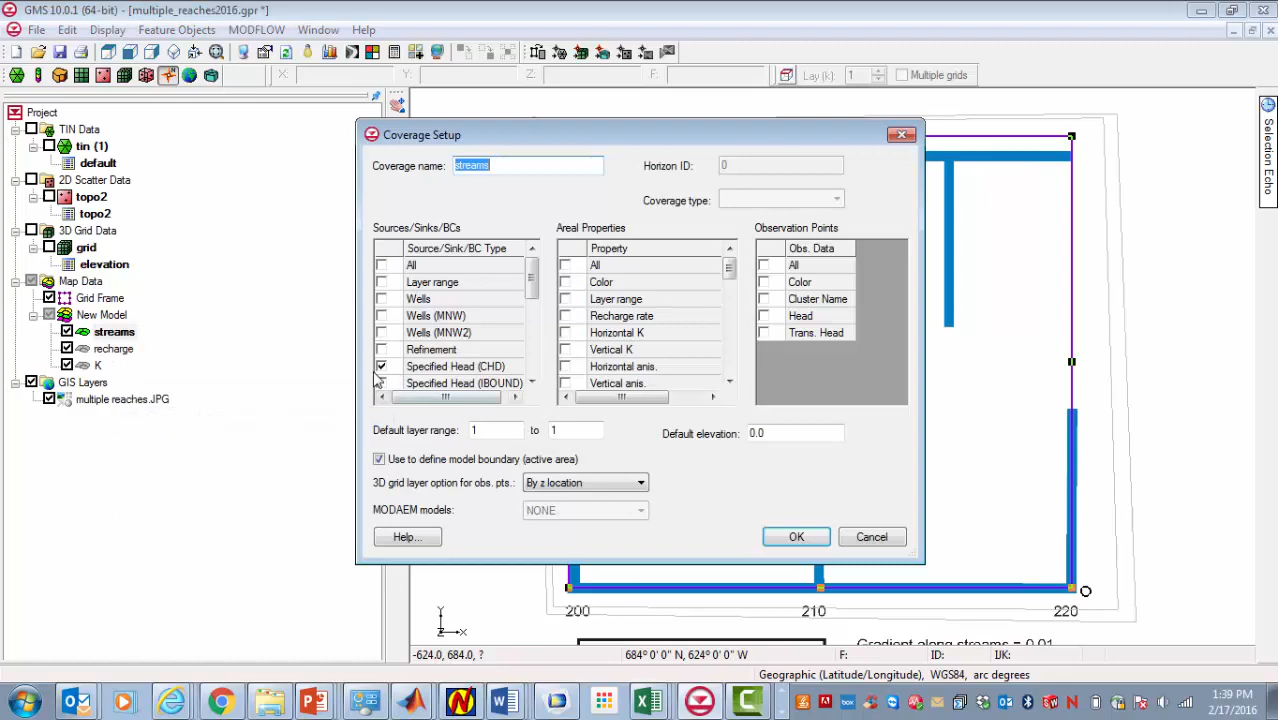 GMS 10.0.1 (64-bit) - [multiple_reaches2016.gpr *]
File Edit Display Feature Objects MODFLOW Window Help
X: Y: Z: F: Ray (k): 1 Multiple grids
Project
TIN Data
tin (1)
default
2D Scatter Data
topo2
topo2
3D Grid Data
grid
elevation
Map Data
Grid Frame
New Model
streams
recharge
K
GIS Layers
multiple reaches.JPG
Coverage Setup
Coverage name: streams Horizon ID: 0
Coverage type:
Sources/Sinks/BCs Areal Properties Observation Points
Source/Sink/BC Type Property Obs. Data
All All All
Layer range Color Color
Wells Layer range Cluster Name
Wells (MNW) Recharge rate Head
Wells (MNW2) Horizontal K Trans. Head
Refinement Vertical K
Specified Head (CHD) Horizontal anis.
Specified Head (IBOUND) Vertical anis.
Default layer range: 1 to 1 Default elevation: 0.0
Use to define model boundary (active area)
3D grid layer option for obs. pts.: By z location
MODAEM models: NONE
Help... OK Cancel
Selection Echo
200 210 220
Gradient along streams = 0.01
Y
Z X
-624.0, 684.0, ? 684º 0' 0" N, 624º 0' 0" W F: ID: IJK:
Geographic (Latitude/Longitude), WGS84, arc degrees
1:39 PM
2/17/2016